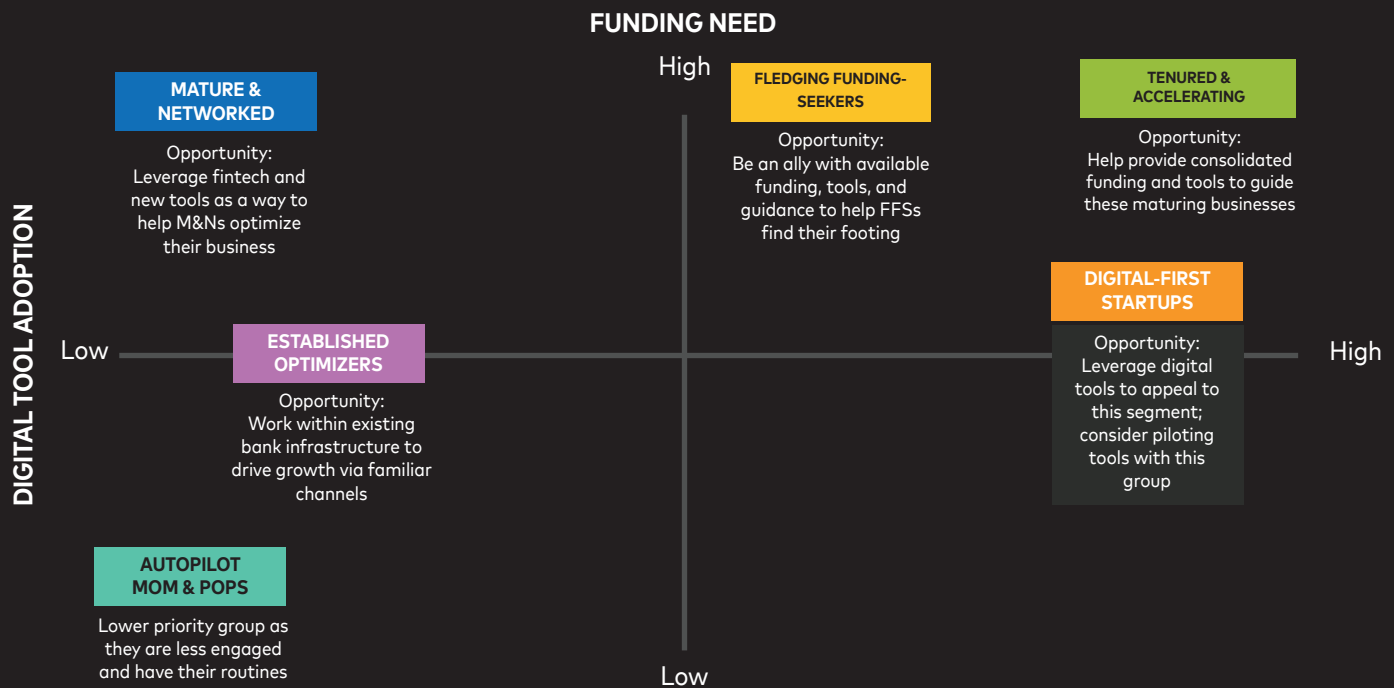 FUNDING NEED
High
MATURE &
NETWORKED
Opportunity:
Leverage fintech and
new tools as a way to
help M&Ns optimize
their business
FLEDGING FUNDING-
SEEKERS
Opportunity:
Be an ally with available
funding, tools, and
guidance to help FFSs
find their footing
TENURED &
ACCELERATING
Opportunity:
Help provide consolidated
funding and tools to guide
these maturing businesses
DIGITAL TOOL ADOPTION
Low
ESTABLISHED
OPTIMIZERS
Opportunity:
Work within existing
bank infrastructure to
drive growth via familiar
channels
DIGITAL-FIRST
STARTUPS
Opportunity:
Leverage digital
tools to appeal to
this segment;
consider piloting
tools with this
group
High
AUTOPILOT
MOM & POPS
Lower priority group as
they are less engaged
and have their routines
Low